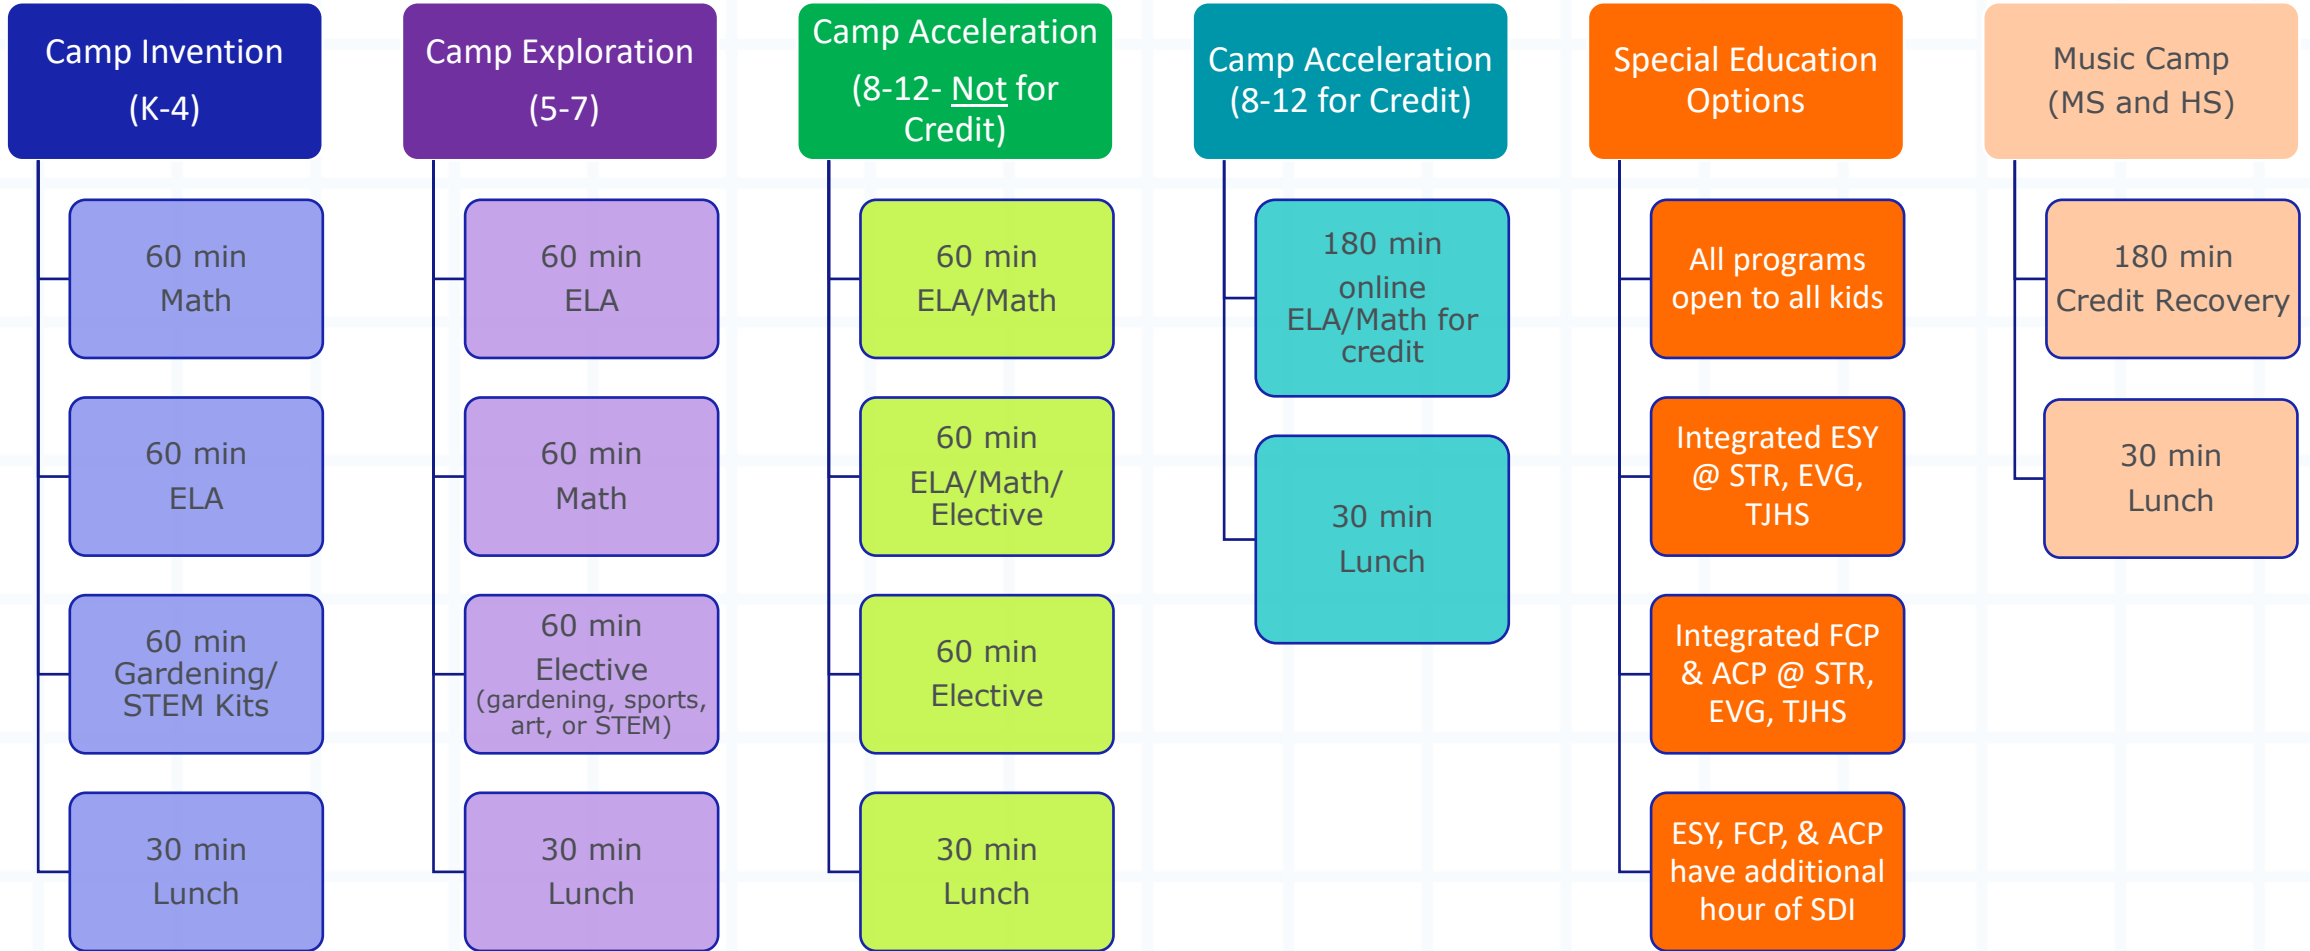 Camp Invention
(K-4)
60 min
Math
60 min
ELA
60 min
Gardening/
STEM Kits
30 min
Lunch
Camp Exploration
(5-7)
60 min
ELA
60 min
Math
60 min
Elective
(gardening, sports,
art, or STEM)
30 min
Lunch
Camp Acceleration
(8-12- Not for
Credit)
60 min
ELA/Math
60 min
ELA/Math/
Elective
60 min
Elective
30 min
Lunch
Camp Acceleration
(8-12 for Credit)
180 min
online
ELA/Math for
credit
30 min
Lunch
Special Education
Options
All programs
open to all kids
Integrated ESY
@ STR, EVG,
TJHS
Integrated FCP
& ACP @ STR,
EVG, TJHS
ESY, FCP, & ACP
have additional
hour of SDI
Music Camp
(MS and HS)
180 min
Credit Recovery
30 min
Lunch